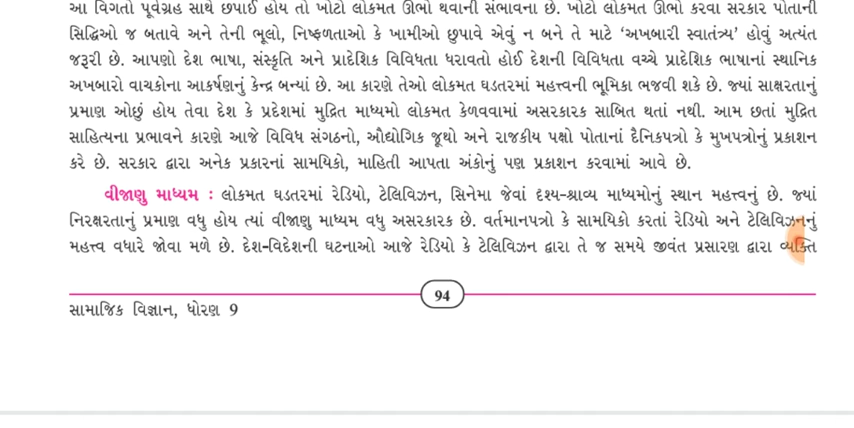 આ વિગતો પૂર્વગ્રહ સાથે છપાઈ હોય તો ખોટો લોકમત ઊભો થવાની સંભાવના છે. ખોટો લોકમત ઊભો કરવા સરકાર પોતાની
સિદ્ધિઓ જ બતાવે અને તેની ભૂલો, નિષ્ફળતાઓ કે ખામીઓ છુપાવે એવું ન બને તે માટે ‘અખબારી સ્વાતંત્ર્ય’ હોવું અત્યંત
જરૂરી છે. આપણો દેશ ભાષા, સંસ્કૃતિ અને પ્રાદેશિક વિવિધતા ધરાવતો હોઈ દેશની વિવિધતા વચ્ચે પ્રાદેશિક ભાષાનાં સ્થાનિક
અખબારો વાચકોના આકર્ષણનું કેન્દ્ર બન્યાં છે. આ કારણે તેઓ લોકમત ઘડતરમાં મહત્ત્વની ભૂમિકા ભજવી શકે છે. જ્યાં સાક્ષરતાનું
પ્રમાણ ઓછું હોય તેવા દેશ કે પ્રદેશમાં મુદ્રિત માધ્યમો લોકમત કેળવવામાં અસરકારક સાબિત થતાં નથી. આમ છતાં મુદ્રિત
સાહિત્યના પ્રભાવને કારણે આજે વિવિધ સંગઠનો, ઔદ્યોગિક જૂથો અને રાજકીય પક્ષો પોતાનાં દૈનિકપત્રો કે મુખપત્રોનું પ્રકાશન
કરે છે. સરકાર દ્વારા અનેક પ્રકારનાં સામયિકો, માહિતી આપતા અંકોનું પણ પ્રકાશન કરવામાં આવે છે.
વીજાણુ માધ્યમ : લોકમત ઘડતરમાં રેડિયો, ટેલિવિઝન, સિનેમા જેવાં દૃશ્ય-શ્રાવ્ય માધ્યમોનું સ્થાન મહત્ત્વનું છે. જ્યાં
નિરક્ષરતાનું પ્રમાણ વધુ હોય ત્યાં વીજાણુ માધ્યમ વધુ અસરકારક છે. વર્તમાનપત્રો કે સામયિકો કરતાં રેડિયો અને ટેલિવિઝનનું
મહત્ત્વ વધારે જોવા મળે છે. દેશ-વિદેશની ઘટનાઓ આજે રેડિયો કે ટેલિવિઝન દ્વારા તે જ સમયે જીવંત પ્રસારણ દ્વારા વ્યક્તિ
94
સામાજિક વિજ્ઞાન, ધોરણ 9